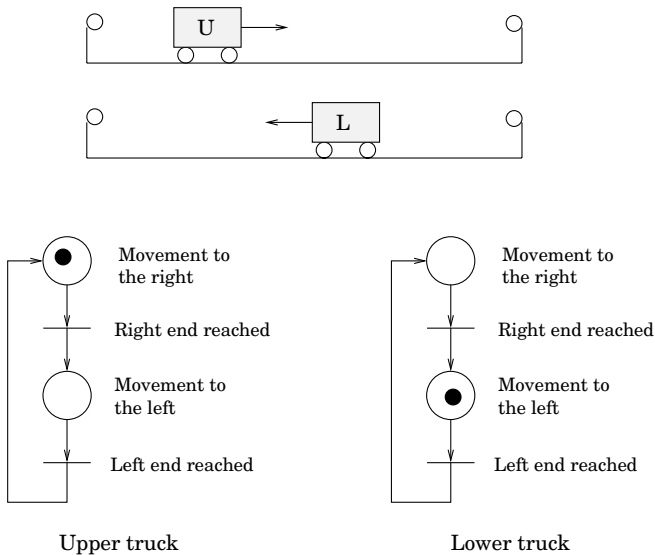 U
L
Movement to
the right
Right end reached
Movement to
the left
Left end reached
Upper truck
Movement to
the right
Right end reached
Movement to
the left
Left end reached
Lower truck